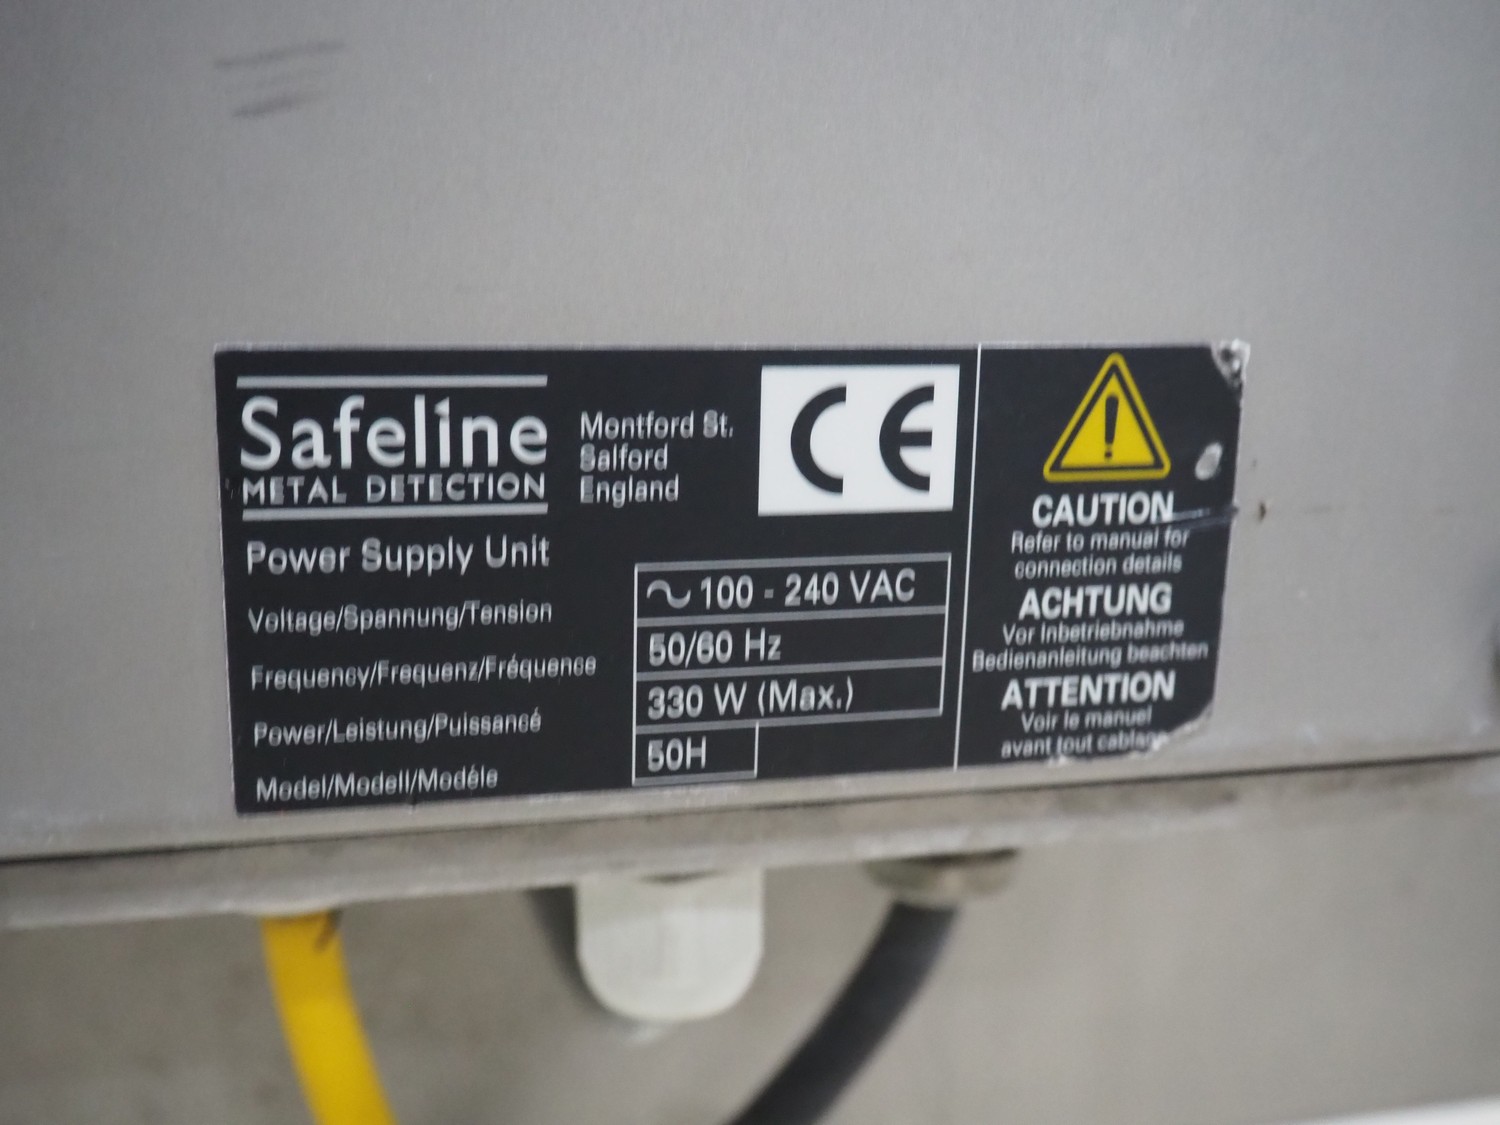 Safeline
METAL DETECTION
Montford St.
Salford
England
CE
Power Supply Unit
Voltage/Spannung/Tension
~ 100 - 240 VAC
Frequency/Frequenz/Fréquence
50/60 Hz
Power/Leistung/Puissancé
330 W (Max.)
Model/Modell/Modéle
50H
CAUTION
Refer to manual for
connection details
ACHTUNG
Vor Inbetriebnahme
Bedienanleitung beachten
ATTENTION
Voir le manuel
avant tout